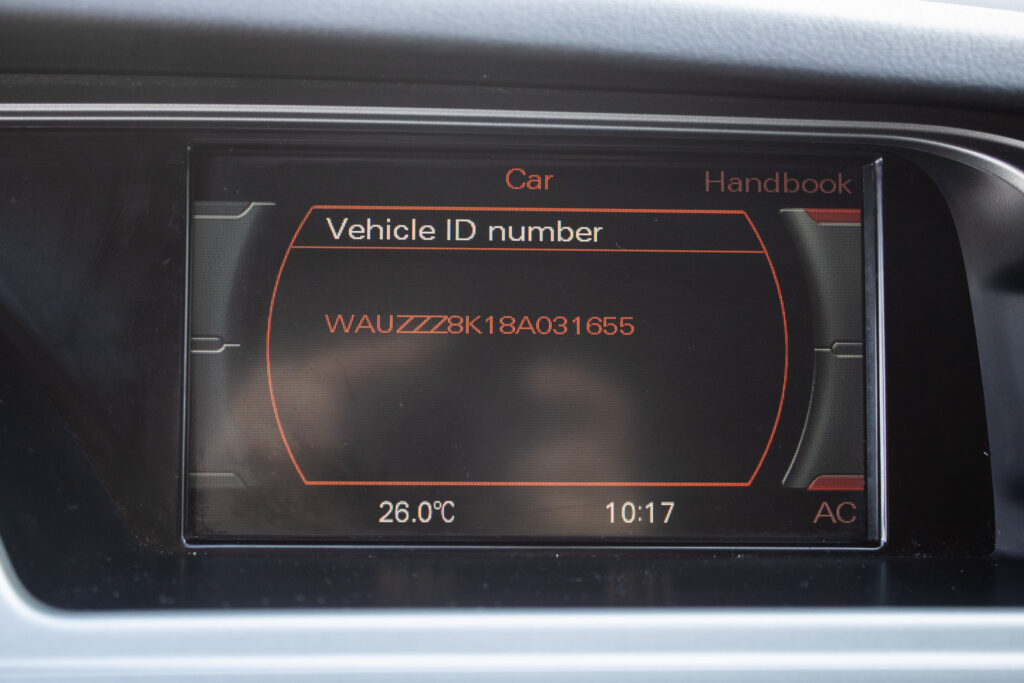 Car
Handbook
Vehicle ID number
WAUZZZ8K18A031655
26.0°C
10:17
AC